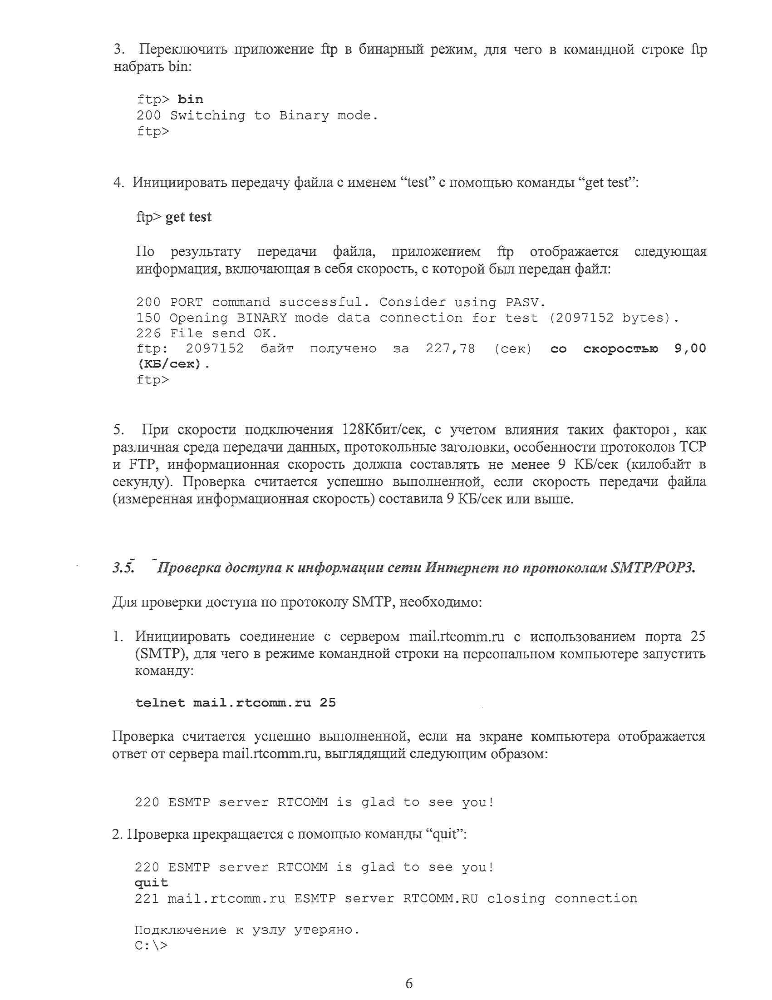 3. Переключить приложение ftp в бинарный режим, для чего в командной строке ftp
набрать bin:
ftp> bin
200 Switching to Binary mode.
ftp>
4. Инициировать передачу файла с именем “test” с помощью команды “get test”:
ftp> get test
По результату передачи файла, приложением ftp отображается следующая
информация, включающая в себя скорость, с которой был передан файл:
200 PORT command successful. Consider using PASV.
150 Opening BINARY mode data connection for test (2097152 bytes).
226 File send OK.
ftp: 2097152 байт получено за 227,78 (сек) со скоростью 9,00
(КБ/сек).
ftp>
5. При скорости подключения 128Кбит/сек, с учетом влияния таких факторов, как
различная среда передачи данных, протокольные заголовки, особенности протоколов TCP
и FTP, информационная скорость должна составлять не менее 9 КБ/сек (килобайт в
секунду). Проверка считается успешно выполненной, если скорость передачи файла
(измеренная информационная скорость) составила 9 КБ/сек или выше.
3.5. Проверка доступа к информации сети Интернет по протоколам SMTP/POP3.
Для проверки доступа по протоколу SMTP, необходимо:
1. Инициировать соединение с сервером mail.rtcomm.ru с использованием порта 25
(SMTP), для чего в режиме командной строки на персональном компьютере запустить
команду:
telnet mail.rtcomm.ru 25
Проверка считается успешно выполненной, если на экране компьютера отображается
ответ от сервера mail.rtcomm.ru, выглядящий следующим образом:
220 ESMTP server RTCOMM is glad to see you!
2. Проверка прекращается с помощью команды “quit”:
220 ESMTP server RTCOMM is glad to see you!
quit
221 mail.rtcomm.ru ESMTP server RTCOMM.RU closing connection
Подключение к узлу утеряно.
C:\>
6